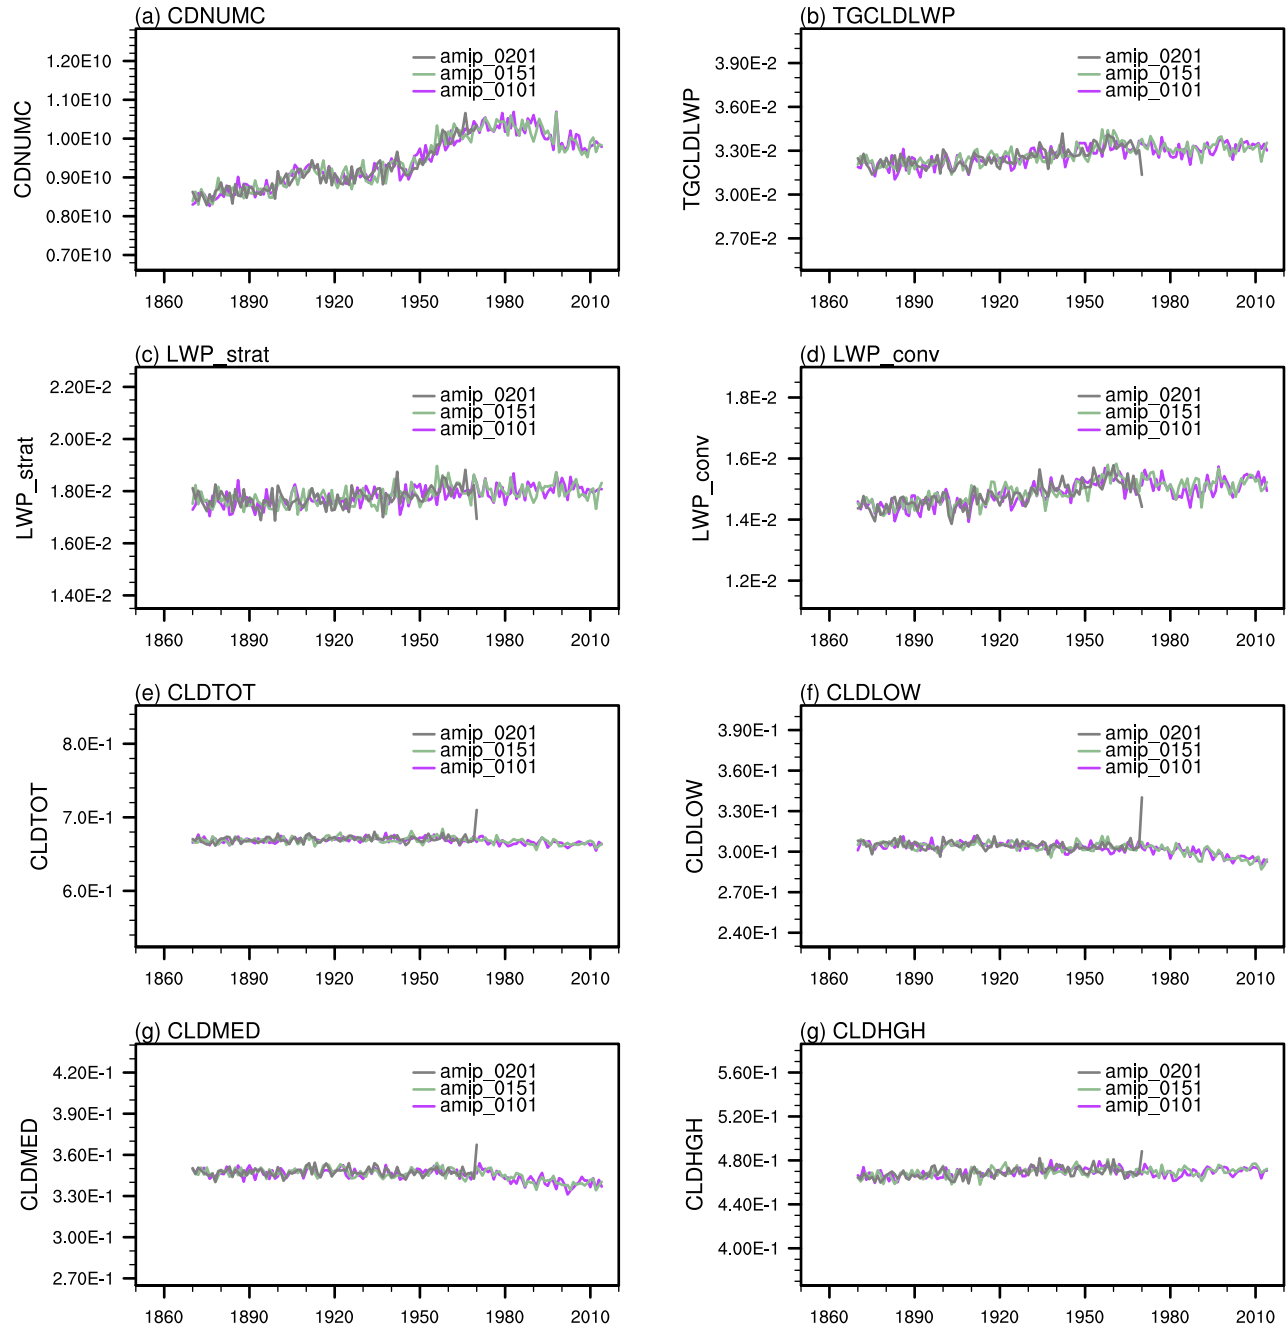 (a) CDNUMC
CDNUMC
1.20E10
1.10E10
1.00E10
0.90E10
0.80E10
0.70E10
amip_0201
amip_0151
amip_0101
1860 1890 1920 1950 1980 2010
(b) TGCLDLWP
TGCLDLWP
3.90E-2
3.60E-2
3.30E-2
3.00E-2
2.70E-2
amip_0201
amip_0151
amip_0101
1860 1890 1920 1950 1980 2010
(c) LWP_strat
LWP_strat
2.20E-2
2.00E-2
1.80E-2
1.60E-2
1.40E-2
amip_0201
amip_0151
amip_0101
1860 1890 1920 1950 1980 2010
(d) LWP_conv
LWP_conv
1.8E-2
1.6E-2
1.4E-2
1.2E-2
amip_0201
amip_0151
amip_0101
1860 1890 1920 1950 1980 2010
(e) CLDTOT
CLDTOT
8.0E-1
7.0E-1
6.0E-1
amip_0201
amip_0151
amip_0101
1860 1890 1920 1950 1980 2010
(f) CLDLOW
CLDLOW
3.90E-1
3.60E-1
3.30E-1
3.00E-1
2.70E-1
2.40E-1
amip_0201
amip_0151
amip_0101
1860 1890 1920 1950 1980 2010
(g) CLDMED
CLDMED
4.20E-1
3.90E-1
3.60E-1
3.30E-1
3.00E-1
2.70E-1
amip_0201
amip_0151
amip_0101
1860 1890 1920 1950 1980 2010
(g) CLDHGH
CLDHGH
5.60E-1
5.20E-1
4.80E-1
4.40E-1
4.00E-1
amip_0201
amip_0151
amip_0101
1860 1890 1920 1950 1980 2010